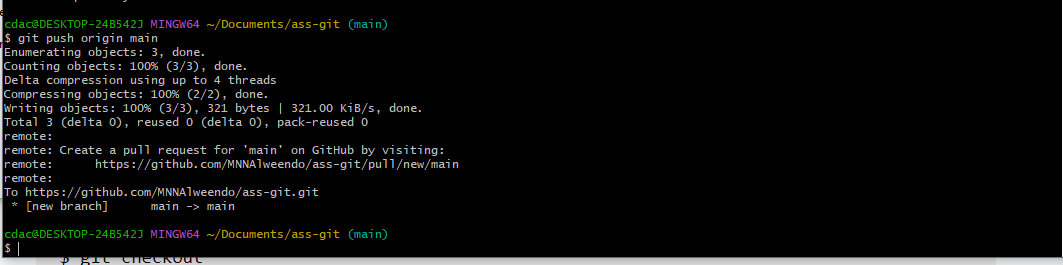 cdac@DESKTOP-24B542J MINGW64 ~/Documents/ass-git (main)
$ git push origin main
Enumerating objects: 3, done.
Counting objects: 100% (3/3), done.
Delta compression using up to 4 threads
Compressing objects: 100% (2/2), done.
Writing objects: 100% (3/3), 321 bytes | 321.00 KiB/s, done.
Total 3 (delta 0), reused 0 (delta 0), pack-reused 0
remote:
remote: Create a pull request for 'main' on GitHub by visiting:
remote:      https://github.com/MNNAlweendo/ass-git/pull/new/main
remote:
To https://github.com/MNNAlweendo/ass-git.git
 * [new branch]      main -> main
cdac@DESKTOP-24B542J MINGW64 ~/Documents/ass-git (main)
$
$ git checkout